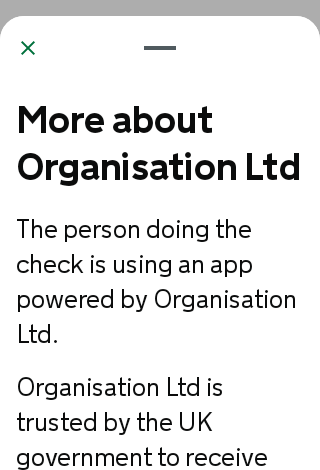 More about
Organisation Ltd
The person doing the
check is using an app
powered by Organisation
Ltd.
Organisation Ltd is
trusted by the UK
government to receive